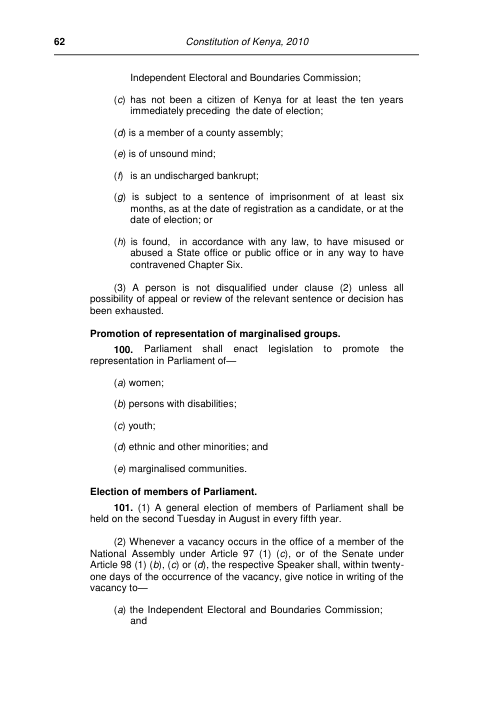 62 Constitution of Kenya, 2010
Independent Electoral and Boundaries Commission;
(c) has not been a citizen of Kenya for at least the ten years
immediately preceding the date of election;
(d) is a member of a county assembly;
(e) is of unsound mind;
(f) is an undischarged bankrupt;
(g) is subject to a sentence of imprisonment of at least six
months, as at the date of registration as a candidate, or at the
date of election; or
(h) is found, in accordance with any law, to have misused or
abused a State office or public office or in any way to have
contravened Chapter Six.
(3) A person is not disqualified under clause (2) unless all
possibility of appeal or review of the relevant sentence or decision has
been exhausted.
Promotion of representation of marginalised groups.
100. Parliament shall enact legislation to promote the
representation in Parliament of—
(a) women;
(b) persons with disabilities;
(c) youth;
(d) ethnic and other minorities; and
(e) marginalised communities.
Election of members of Parliament.
101. (1) A general election of members of Parliament shall be
held on the second Tuesday in August in every fifth year.
(2) Whenever a vacancy occurs in the office of a member of the
National Assembly under Article 97 (1) (c), or of the Senate under
Article 98 (1) (b), (c) or (d), the respective Speaker shall, within twenty-
one days of the occurrence of the vacancy, give notice in writing of the
vacancy to—
(a) the Independent Electoral and Boundaries Commission;
and